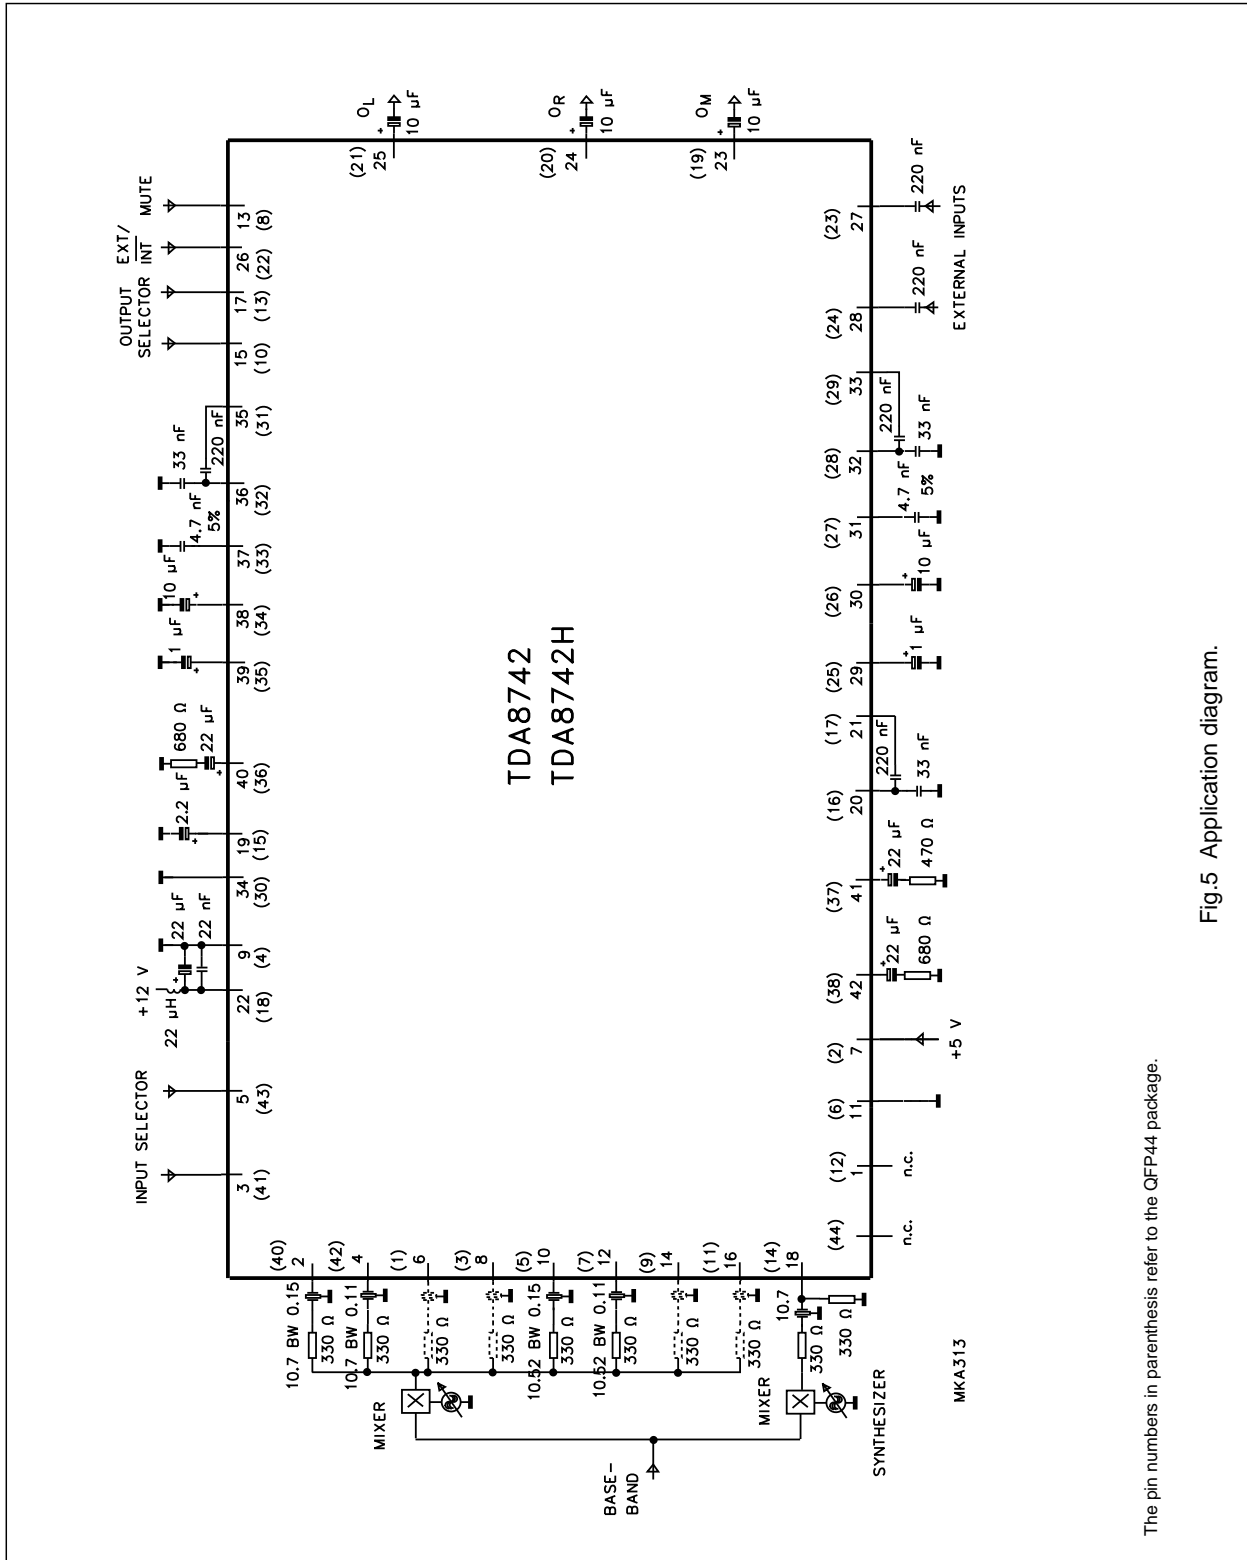 MUTE
EXT/
INT
OUTPUT
SELECTOR
INPUT SELECTOR
+12 V
22 µH
22 µF
22 nF
2.2 µF
680 Ω
22 µF
1 µF
10 µF
4.7 nF
5%
33 nF
220 nF
3
(41)
5
(43)
22
(18)
9
(4)
34
(30)
19
(15)
40
(36)
39
(35)
38
(34)
37
(33)
36
(32)
35
(31)
15
(10)
17
(13)
26
(22)
13
(8)
(21)
25
+
10 µF
OL
(20)
24
+
10 µF
OR
(19)
23
+
10 µF
OM
TDA8742
TDA8742H
BASE-
BAND
MIXER
MIXER
SYNTHESIZER
10.7 BW 0.15
330 Ω
(40)
2
10.7 BW 0.11
330 Ω
(42)
4
330 Ω
(1)
6
330 Ω
(3)
8
10.52 BW 0.15
330 Ω
(5)
10
10.52 BW 0.11
330 Ω
(7)
12
330 Ω
(9)
14
330 Ω
(11)
16
10.7
330 Ω
330 Ω
(14)
18
(44)
n.c.
(12)
1
n.c.
(6)
11
(2)
7
+5 V
(38)
42
22 µF
680 Ω
(37)
41
22 µF
470 Ω
(16)
20
(17)
21
220 nF
33 nF
(25)
29
1 µF
(26)
30
10 µF
(27)
31
4.7 nF
5%
(28)
32
(29)
33
220 nF
33 nF
(24)
28
220 nF
(23)
27
220 nF
EXTERNAL INPUTS
MKA313
The pin numbers in parenthesis refer to the QFP44 package.
Fig.5 Application diagram.